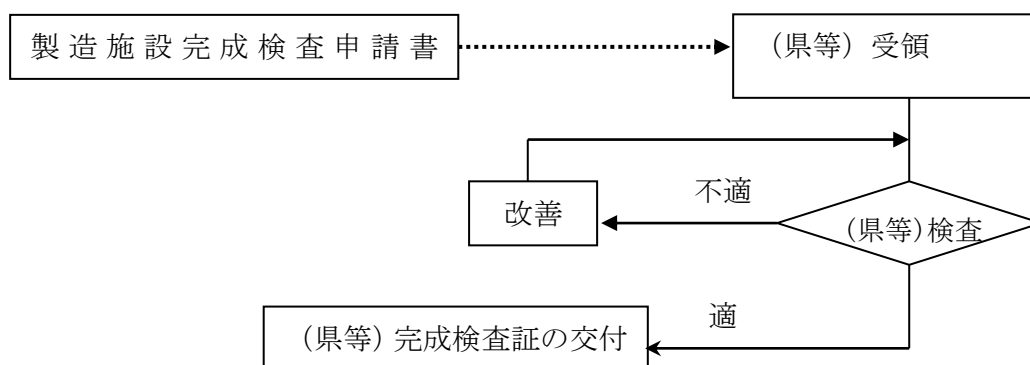 製造施設完成検査申請書
（県等）受領
不適
改善
（県等）検査
適
（県等）完成検査証の交付